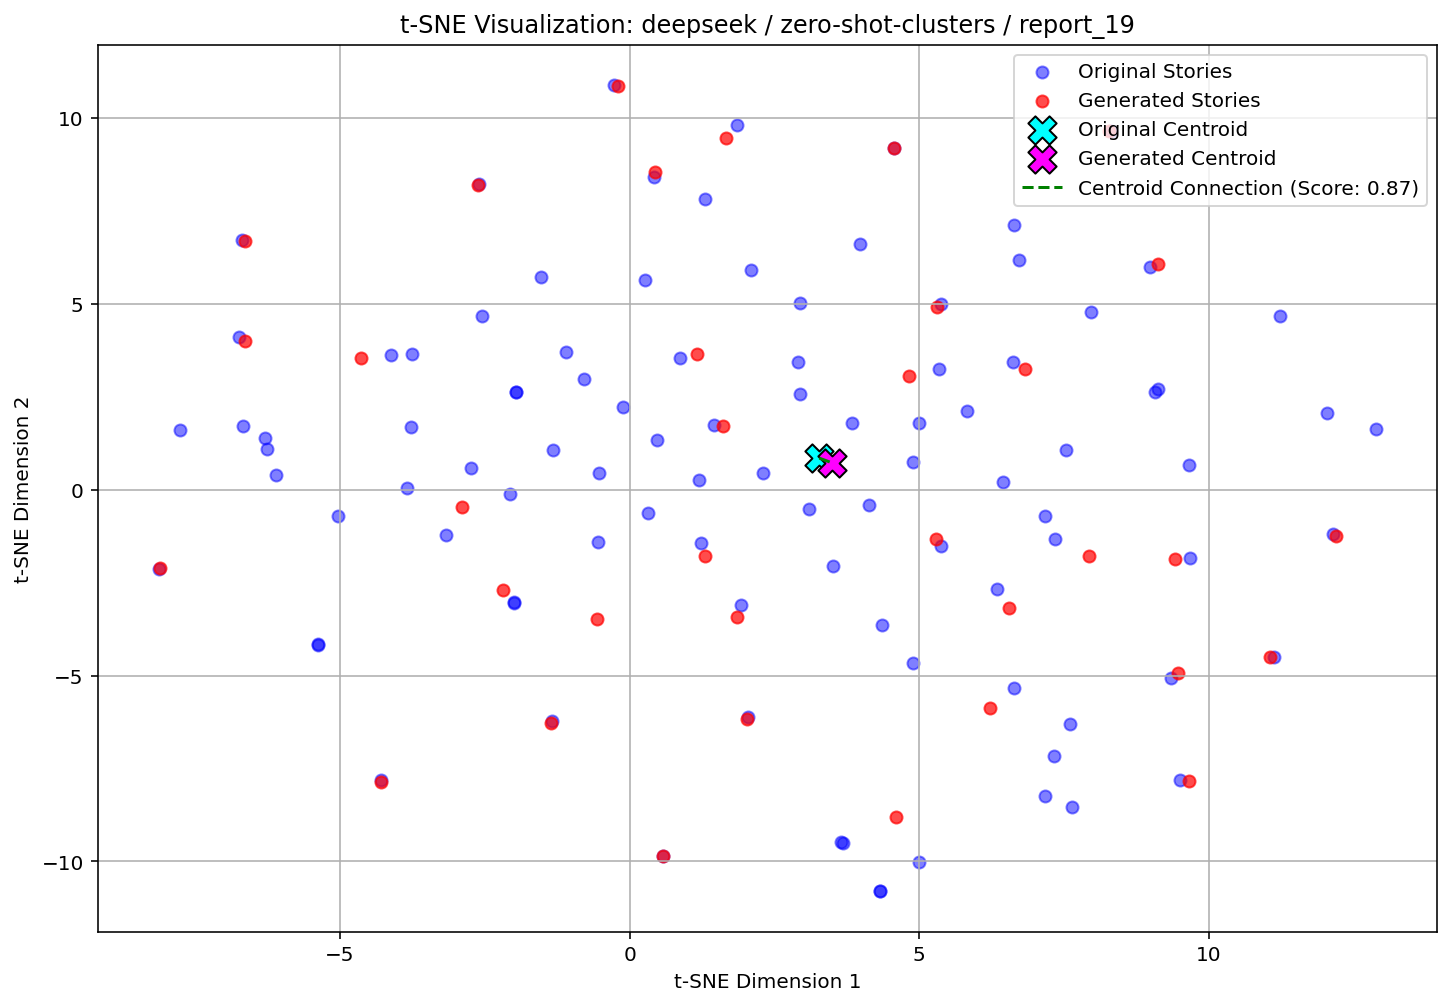 t-SNE Visualization: deepseek / zero-shot-clusters / report_19
Original Stories
Generated Stories
Original Centroid
Generated Centroid
Centroid Connection (Score: 0.87)
10
5
0
−5
−10
t-SNE Dimension 2
−5
0
5
10
t-SNE Dimension 1